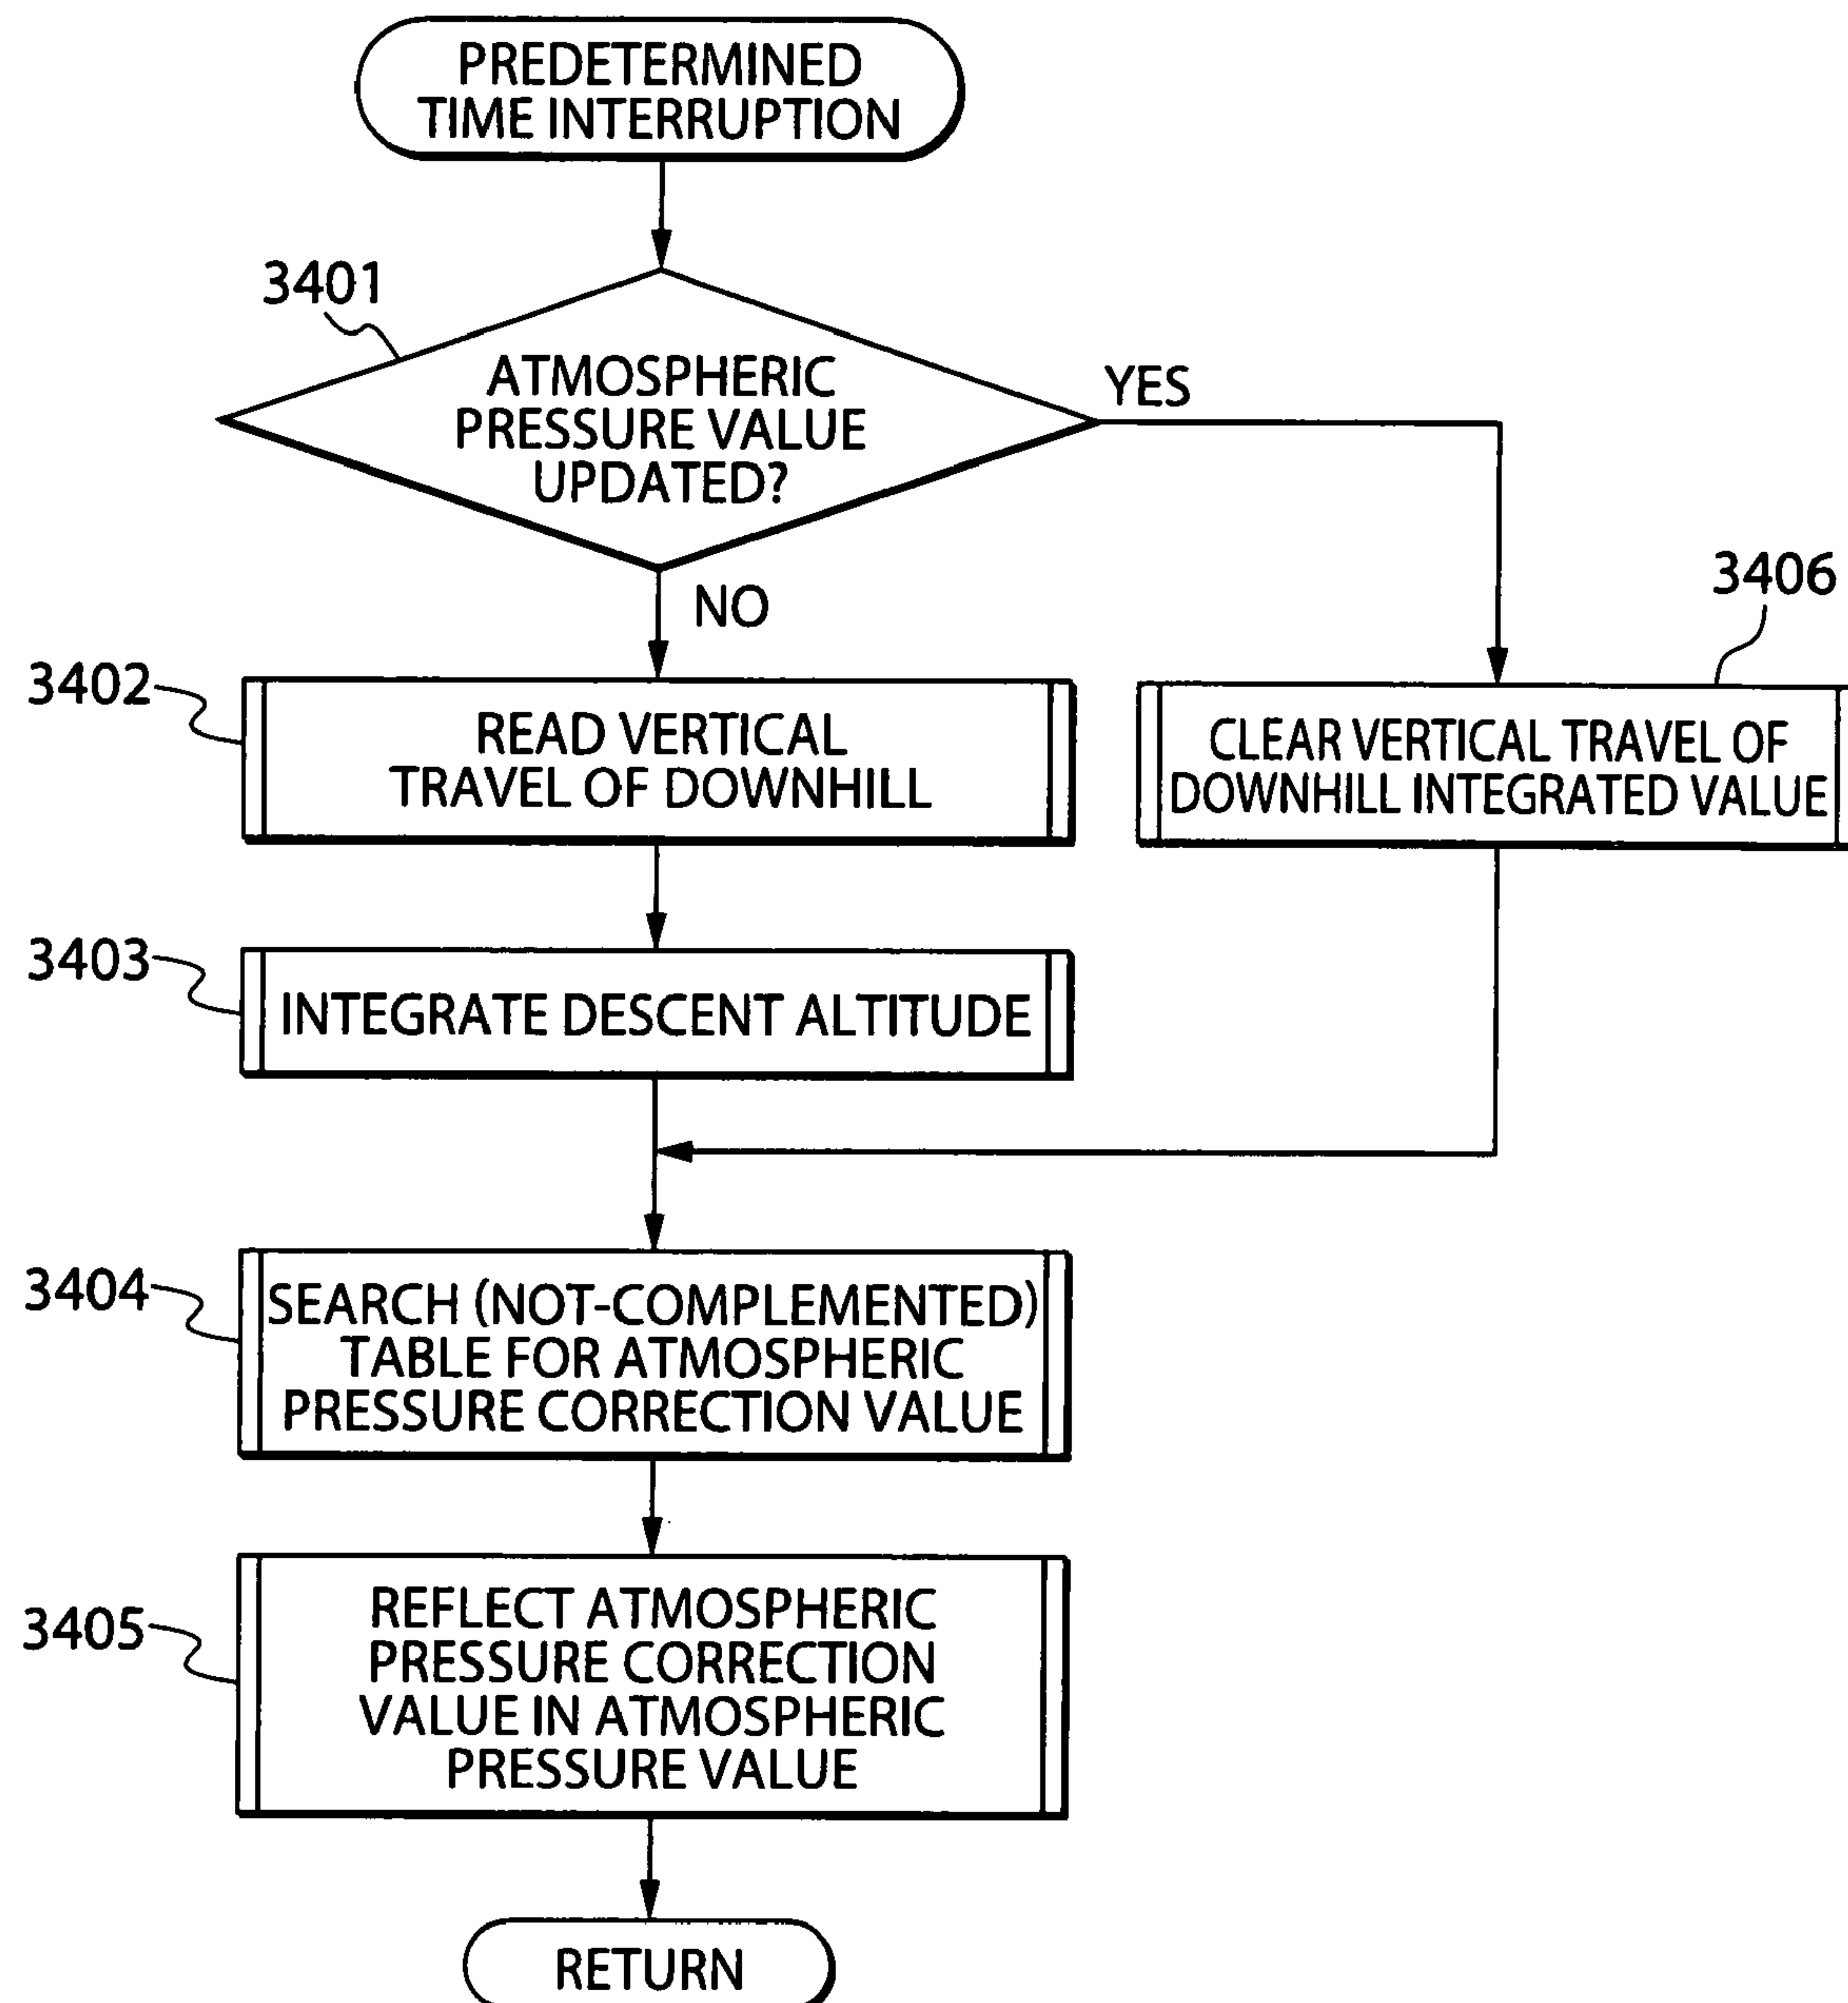 PREDETERMINED
TIME INTERRUPTION
3401
ATMOSPHERIC
PRESSURE VALUE
UPDATED?
YES
NO
3406
3402
READ VERTICAL
TRAVEL OF DOWNHILL
CLEAR VERTICAL TRAVEL OF
DOWNHILL INTEGRATED VALUE
3403
INTEGRATE DESCENT ALTITUDE
3404
SEARCH (NOT-COMPLEMENTED)
TABLE FOR ATMOSPHERIC
PRESSURE CORRECTION VALUE
3405
REFLECT ATMOSPHERIC
PRESSURE CORRECTION
VALUE IN ATMOSPHERIC
PRESSURE VALUE
RETURN